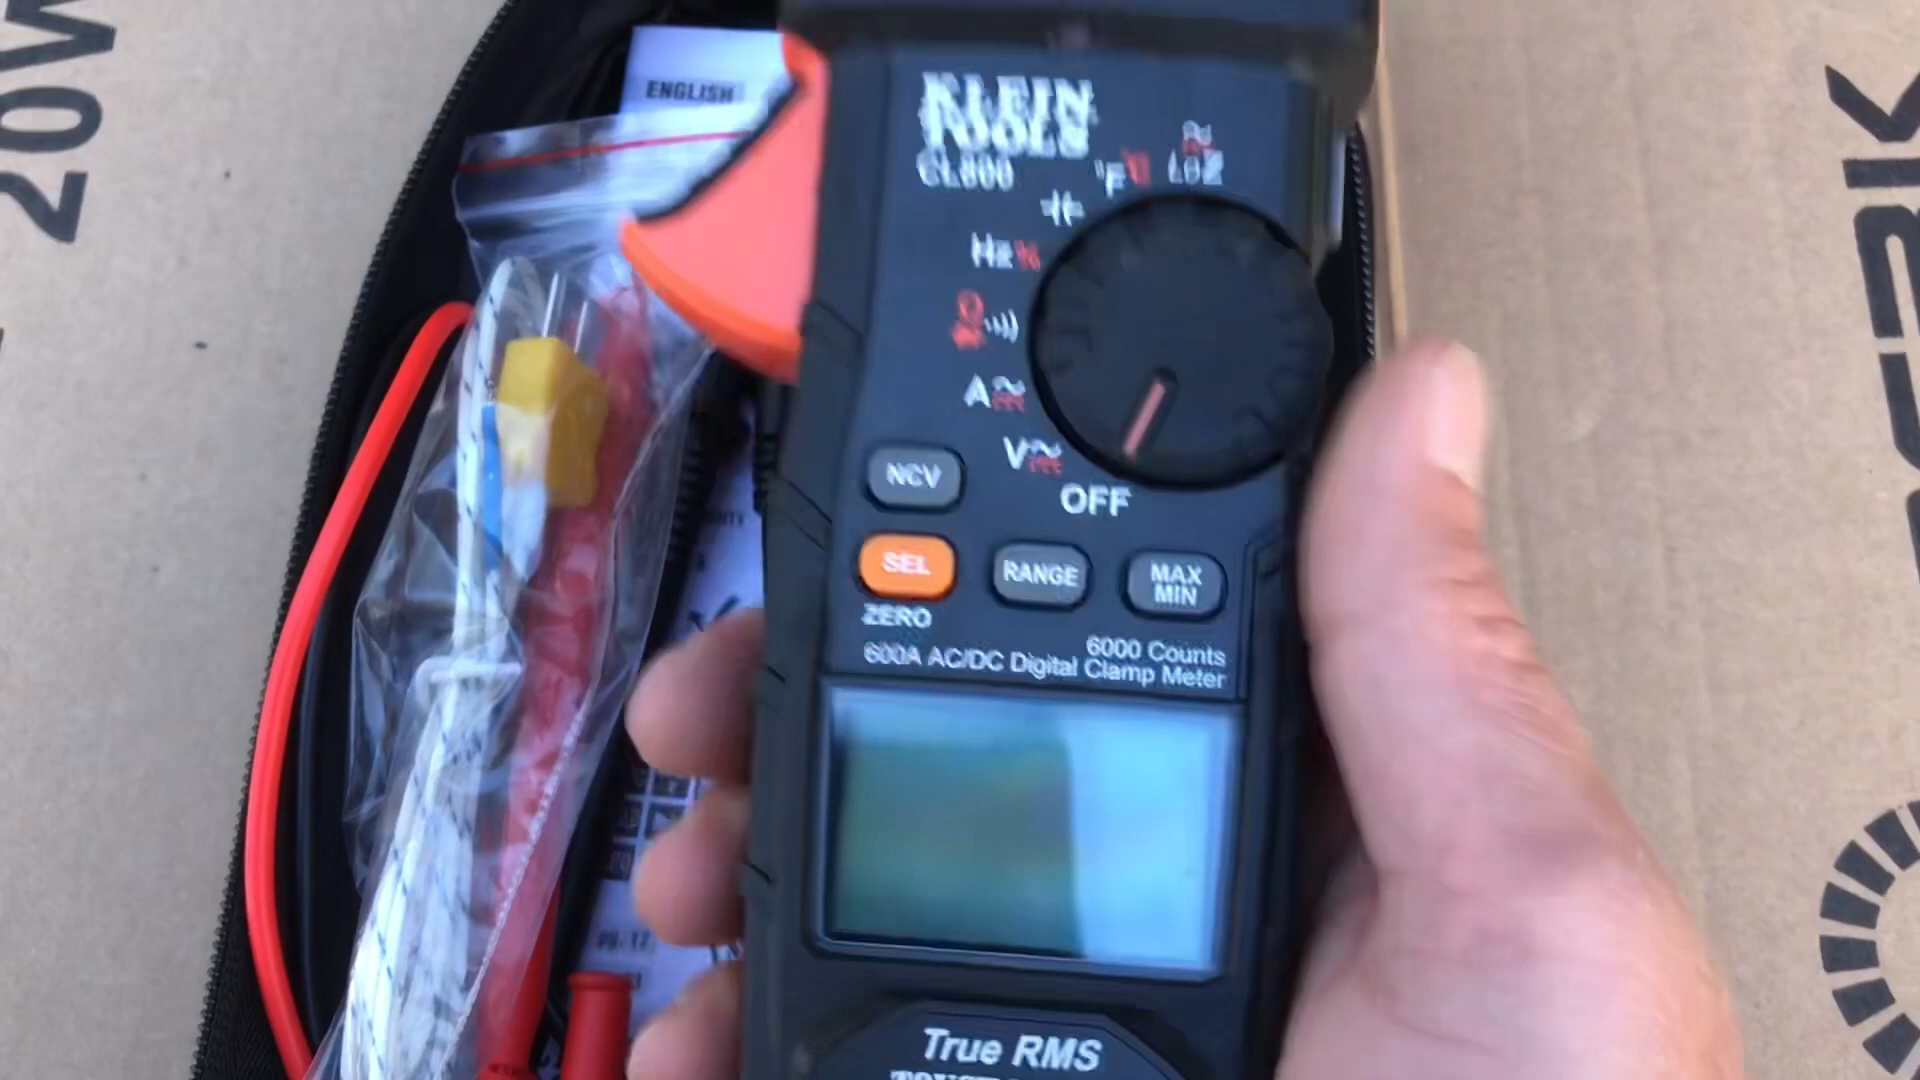 20W
ENGLISH
KLEIN
TOOLS
CL800
°F °C LoZ
Hz %
Ω
A
V
OFF
NCV
SEL
RANGE
MAX
MIN
ZERO
6000 Counts
600A AC/DC Digital Clamp Meter
True RMS